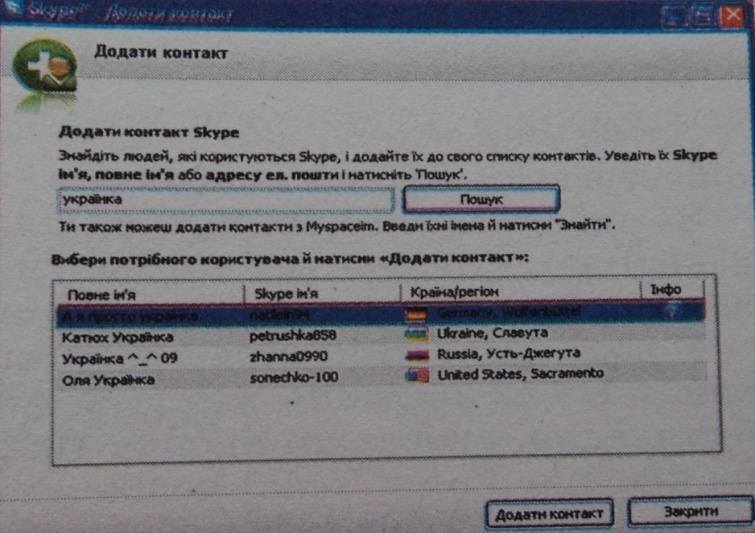 Skype™ - Додати контакт
Додати контакт
Додати контакт Skype
Знайдіть людей, які користуються Skype, і додайте їх до свого списку контактів. Уведіть їх Skype
ім'я, повне ім'я або адресу ел. пошти і натисніть 'Пошук'.
українка Пошук
Ти також можеш додати контакти з Myspaceim. Введи їхні імена й натисни "Знайти".
Вибери потрібного користувача й натисни «Додати контакт»:
Повне ім'я Skype ім'я Країна/регіон Інфо
А я просто українка. Germany, Wolfenbüttel
Катюх Українка petrushka858 Ukraine, Славута
Українка ^_^ 09 zhanna0990 Russia, Усть-Джегута
Оля Українка sonechko-100 United States, Sacramento
Додати контакт Закрити